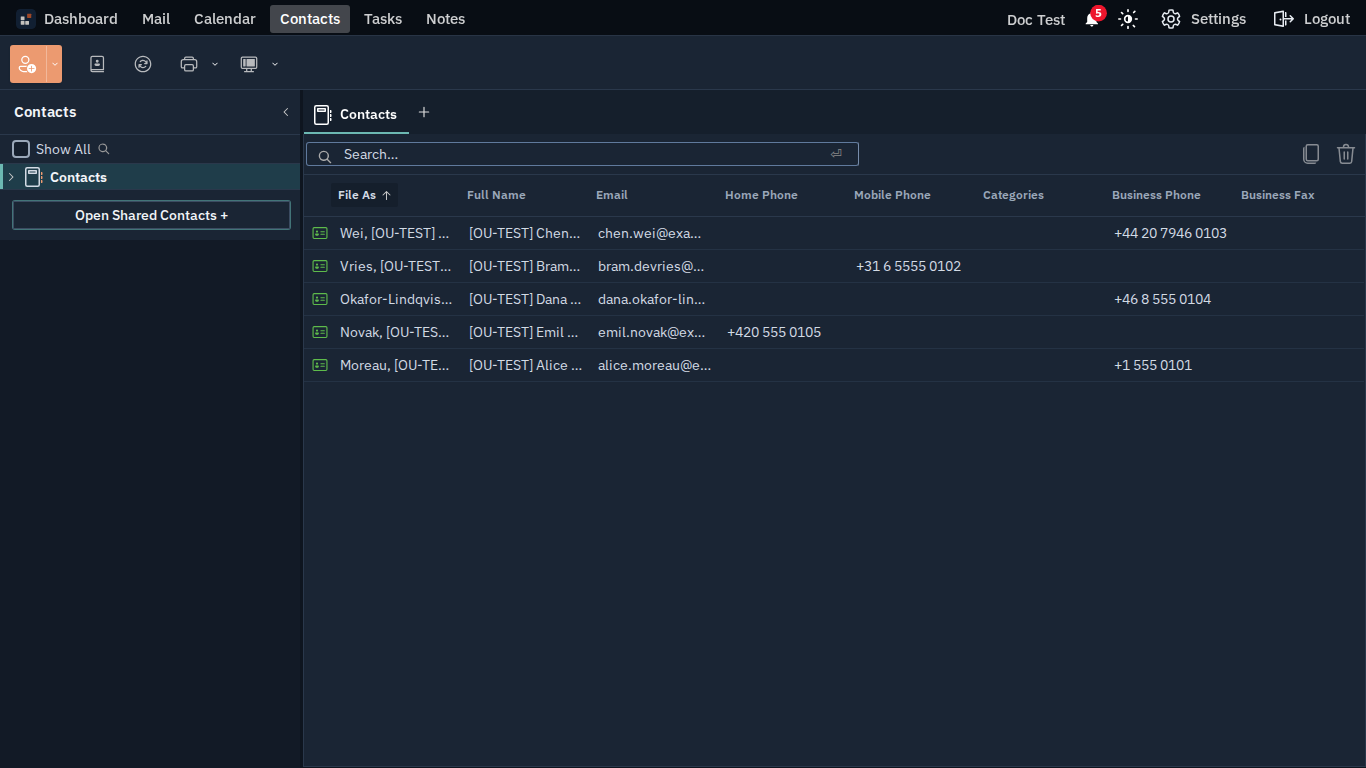 Dashboard Mail Calendar Contacts Tasks Notes Doc Test 5 Settings Logout
Contacts
Show All
Contacts
Open Shared Contacts +
Contacts +
Search...
File As Full Name Email Home Phone Mobile Phone Categories Business Phone Business Fax
Wei, [OU-TEST] ... [OU-TEST] Chen... chen.wei@exa... +44 20 7946 0103
Vries, [OU-TEST... [OU-TEST] Bram... bram.devries@... +31 6 5555 0102
Okafor-Lindqvis... [OU-TEST] Dana ... dana.okafor-lin... +46 8 555 0104
Novak, [OU-TES... [OU-TEST] Emil ... emil.novak@ex... +420 555 0105
Moreau, [OU-TE... [OU-TEST] Alice ... alice.moreau@e... +1 555 0101